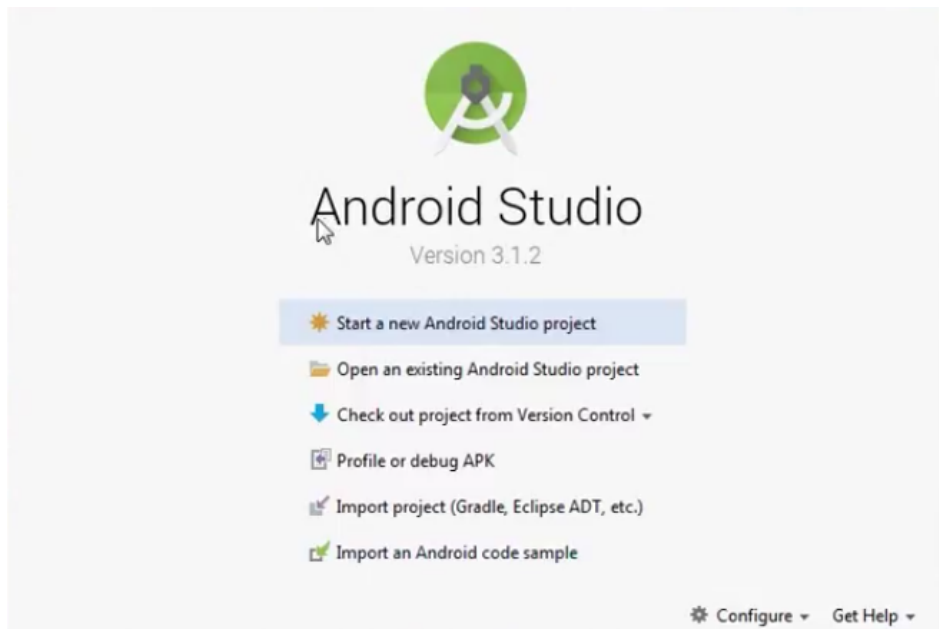 Android Studio
Version 3.1.2
Start a new Android Studio project
Open an existing Android Studio project
Check out project from Version Control
Profile or debug APK
Import project (Gradle, Eclipse ADT, etc.)
Import an Android code sample
Configure Get Help